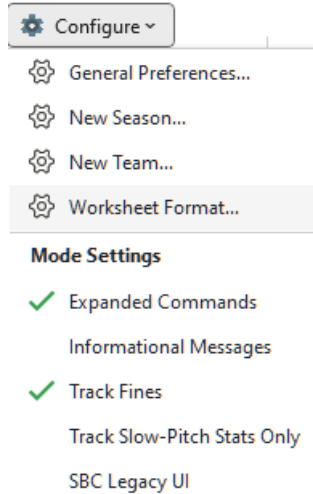 Configure
General Preferences...
New Season...
New Team...
Worksheet Format...
Mode Settings
Expanded Commands
Informational Messages
Track Fines
Track Slow-Pitch Stats Only
SBC Legacy UI